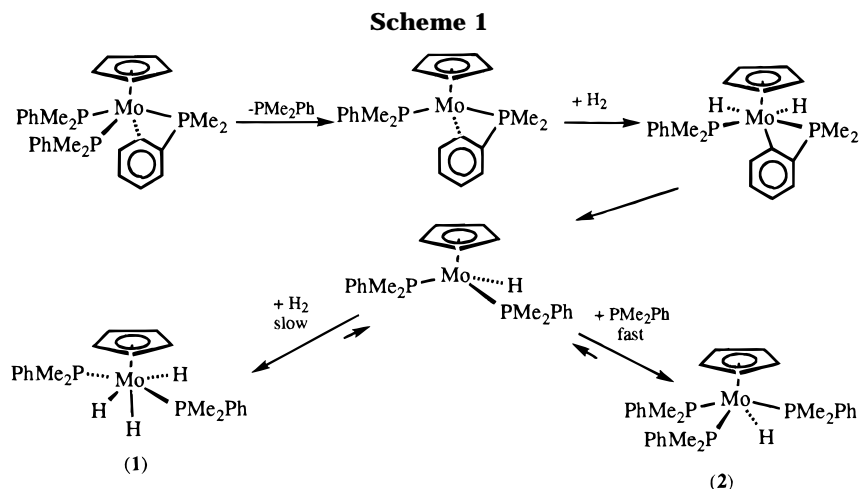 Scheme 1
PhMe₂P Mo PMe₂
PhMe₂P
-PMe₂Ph
PhMe₂P Mo PMe₂
+ H₂
H H
PhMe₂P Mo PMe₂
PhMe₂P Mo H
PMe₂Ph
+ H₂
slow
+ PMe₂Ph
fast
PhMe₂P Mo H
H PMe₂Ph
H
(1)
Mo
PhMe₂P PMe₂Ph
PhMe₂P H
(2)